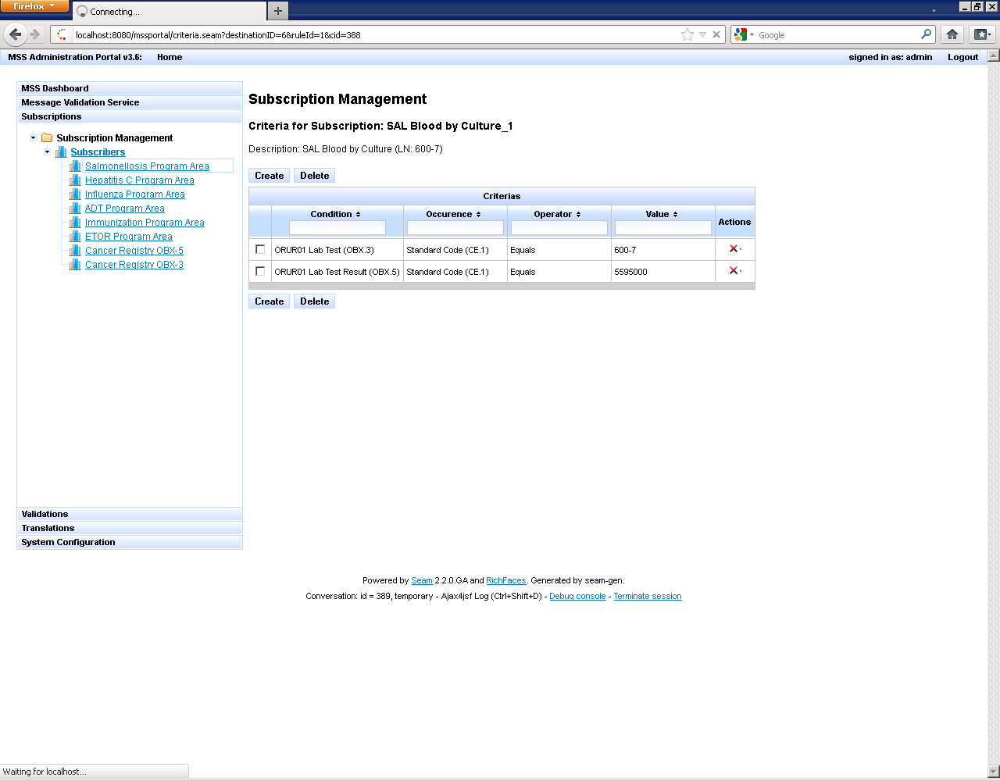 Firefox
Connecting...
localhost:8080/mssportal/criteria.seam?destinationID=6&ruleId=1&cid=388
Google
MSS Administration Portal v3.6: Home signed in as: admin Logout
MSS Dashboard
Message Validation Service
Subscriptions
Subscription Management
Subscribers
Salmonellosis Program Area
Hepatitis C Program Area
Influenza Program Area
ADT Program Area
Immunization Program Area
ETOR Program Area
Cancer Registry OBX-5
Cancer Registry OBX-3
Validations
Translations
System Configuration
Subscription Management
Criteria for Subscription: SAL Blood by Culture_1
Description: SAL Blood by Culture (LN: 600-7)
Create Delete
Criterias
Condition Occurence Operator Value Actions
ORUR01 Lab Test (OBX.3) Standard Code (CE.1) Equals 600-7
ORUR01 Lab Test Result (OBX.5) Standard Code (CE.1) Equals 5595000
Create Delete
Powered by Seam 2.2.0.GA and RichFaces. Generated by seam-gen.
Conversation: id = 389, temporary - Ajax4jsf Log (Ctrl+Shift+D) - Debug console - Terminate session
Waiting for localhost...